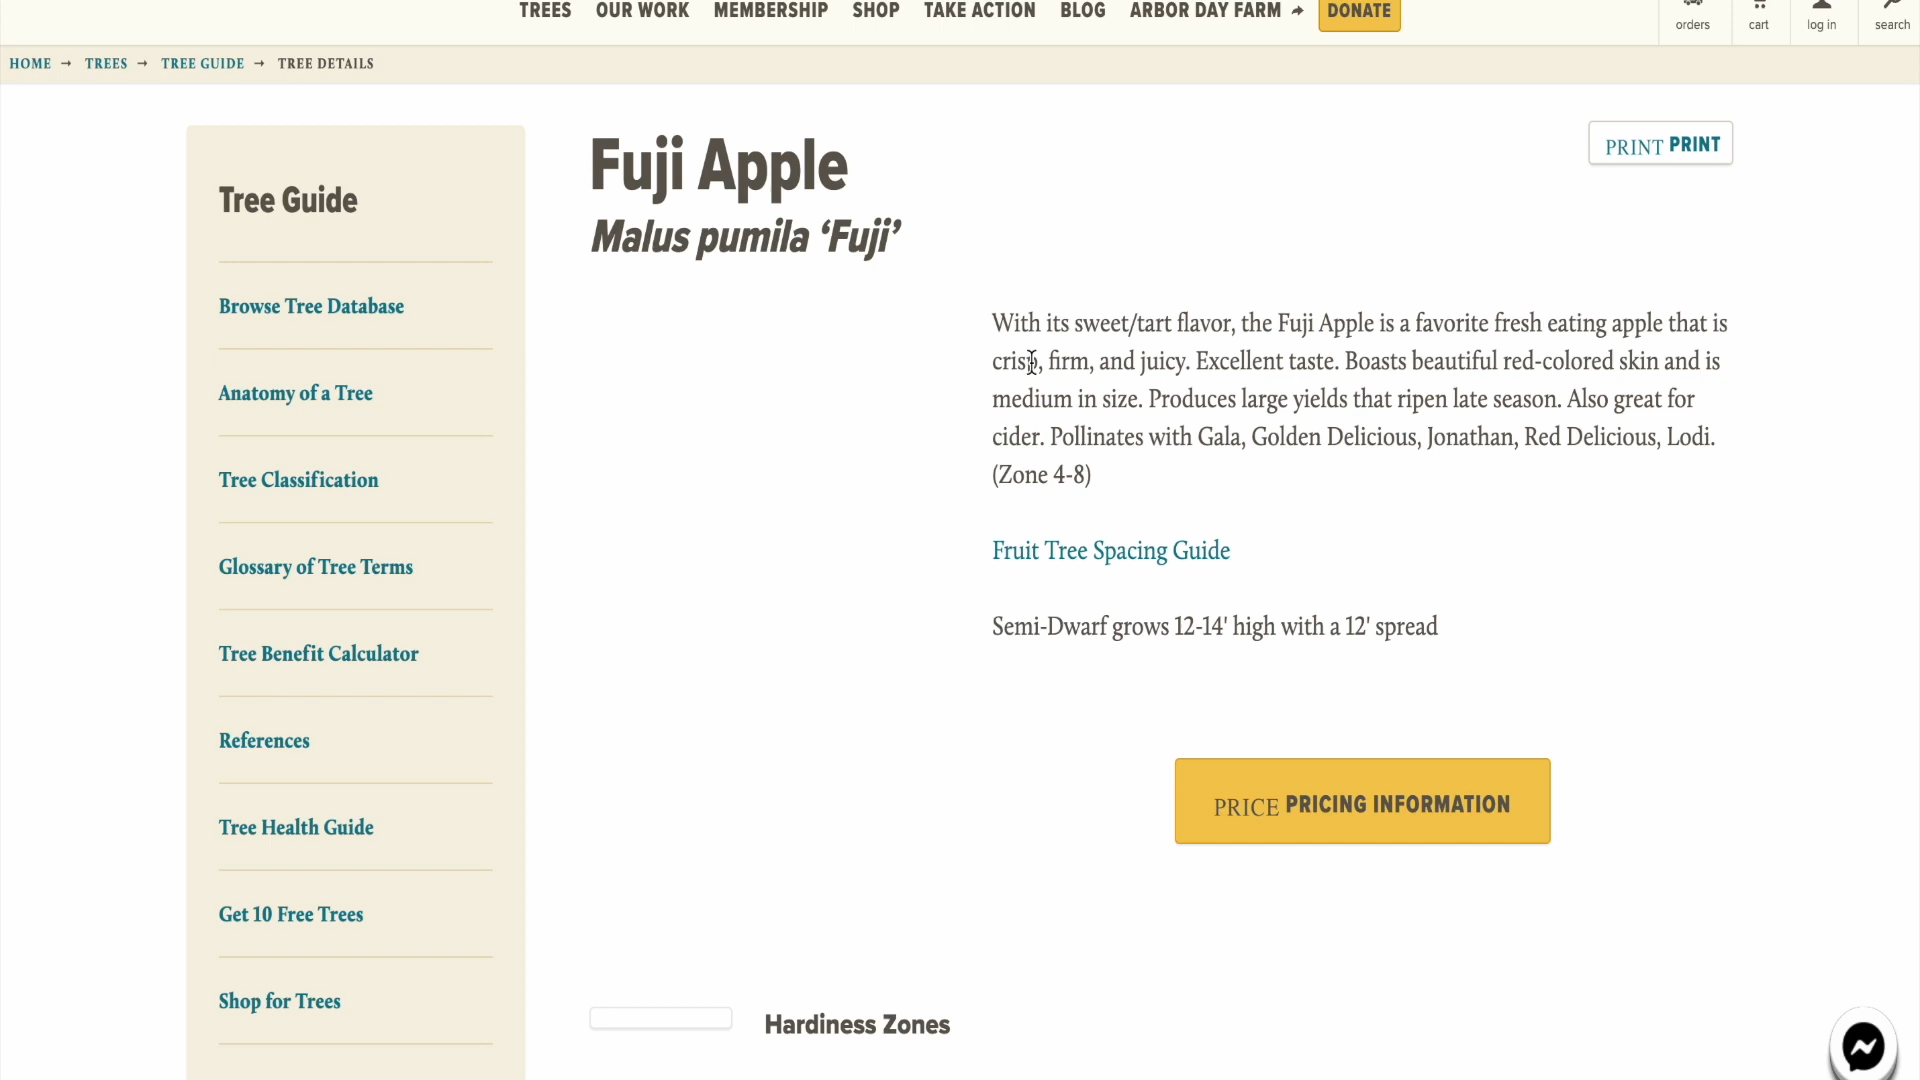 TREES OUR WORK MEMBERSHIP SHOP TAKE ACTION BLOG ARBOR DAY FARM DONATE
orders cart log in search
HOME → TREES → TREE GUIDE → TREE DETAILS
Tree Guide
Browse Tree Database
Anatomy of a Tree
Tree Classification
Glossary of Tree Terms
Tree Benefit Calculator
References
Tree Health Guide
Get 10 Free Trees
Shop for Trees
Fuji Apple
Malus pumila ‘Fuji’
PRINT PRINT
With its sweet/tart flavor, the Fuji Apple is a favorite fresh eating apple that is
crisp, firm, and juicy. Excellent taste. Boasts beautiful red-colored skin and is
medium in size. Produces large yields that ripen late season. Also great for
cider. Pollinates with Gala, Golden Delicious, Jonathan, Red Delicious, Lodi.
(Zone 4-8)
Fruit Tree Spacing Guide
Semi-Dwarf grows 12-14' high with a 12' spread
PRICE PRICING INFORMATION
Hardiness Zones